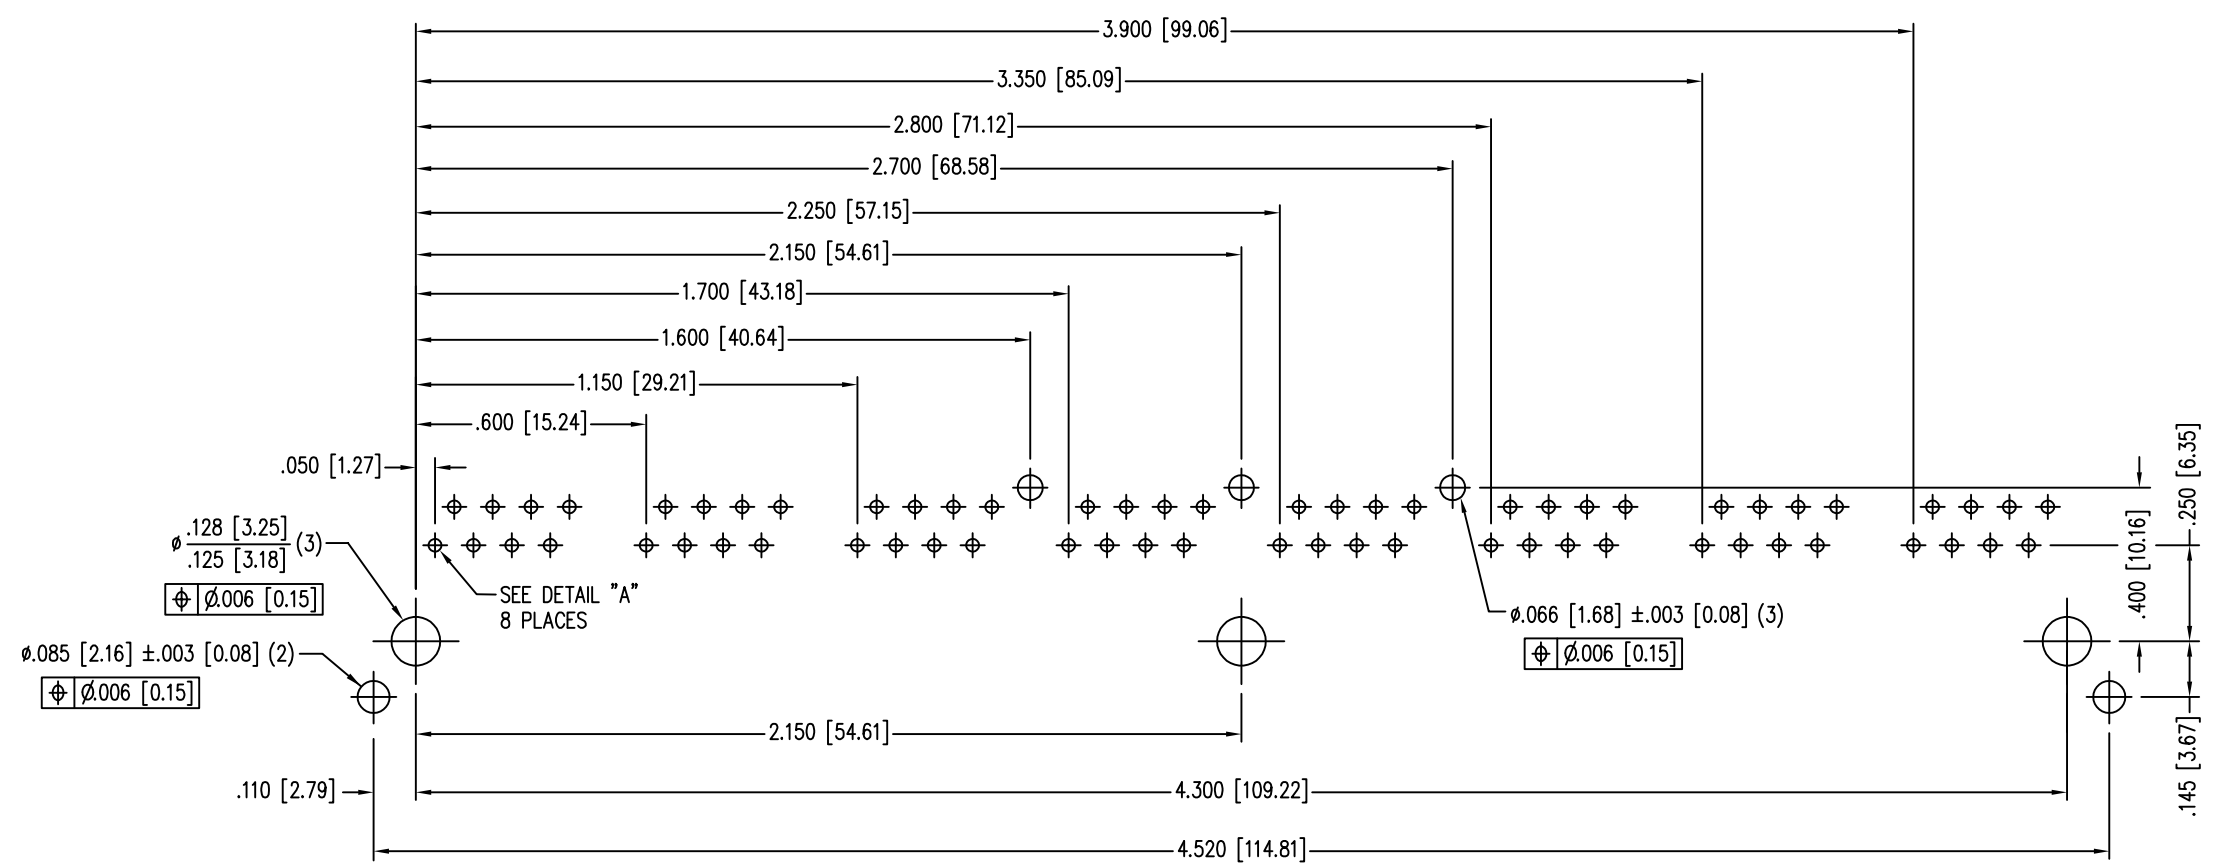 3.900 [99.06]
3.350 [85.09]
2.800 [71.12]
2.700 [68.58]
2.250 [57.15]
2.150 [54.61]
1.700 [43.18]
1.600 [40.64]
1.150 [29.21]
.600 [15.24]
.050 [1.27]
.250 [6.35]
.400 [10.16]
ø .128 [3.25] (3)
.125 [3.18]
⌖ Ø.006 [0.15]
SEE DETAIL "A"
8 PLACES
ø.066 [1.68] ±.003 [0.08] (3)
⌖ Ø.006 [0.15]
ø.085 [2.16] ±.003 [0.08] (2)
⌖ Ø.006 [0.15]
2.150 [54.61]
.145 [3.67]
.110 [2.79]
4.300 [109.22]
4.520 [114.81]